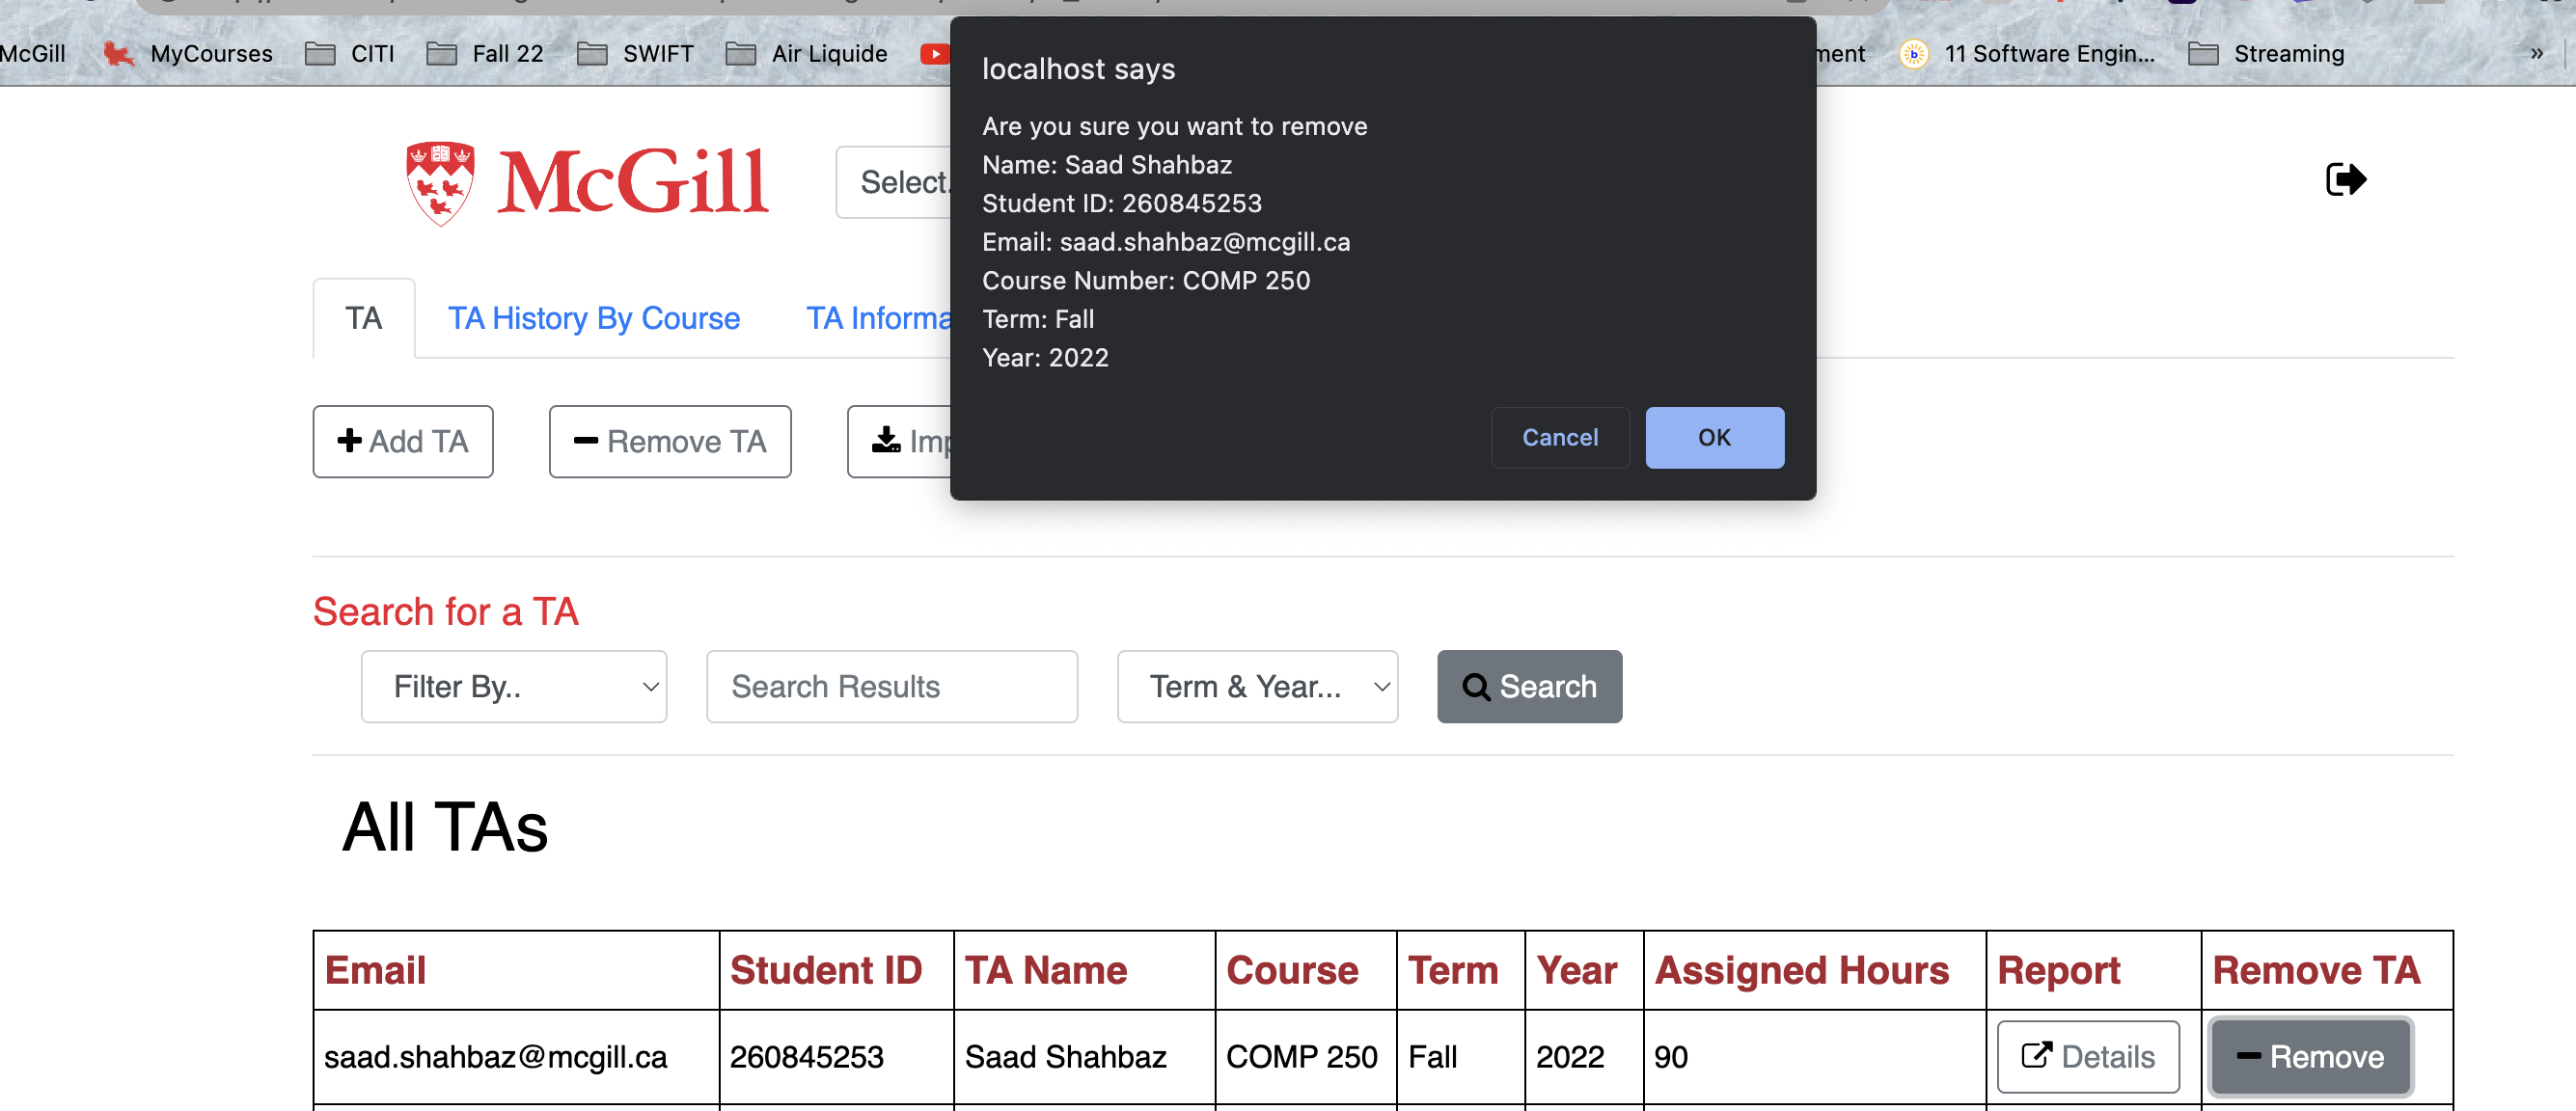 McGill MyCourses CITI Fall 22 SWIFT Air Liquide ment 11 Software Engin... Streaming »
localhost says
Are you sure you want to remove
Name: Saad Shahbaz
Student ID: 260845253
Email: saad.shahbaz@mcgill.ca
Course Number: COMP 250
Term: Fall
Year: 2022
Cancel OK
McGill Select.
TA TA History By Course TA Informa
Add TA Remove TA Imp
Search for a TA
Filter By.. Search Results Term & Year... Search
All TAs
Email Student ID TA Name Course Term Year Assigned Hours Report Remove TA
saad.shahbaz@mcgill.ca 260845253 Saad Shahbaz COMP 250 Fall 2022 90 Details Remove